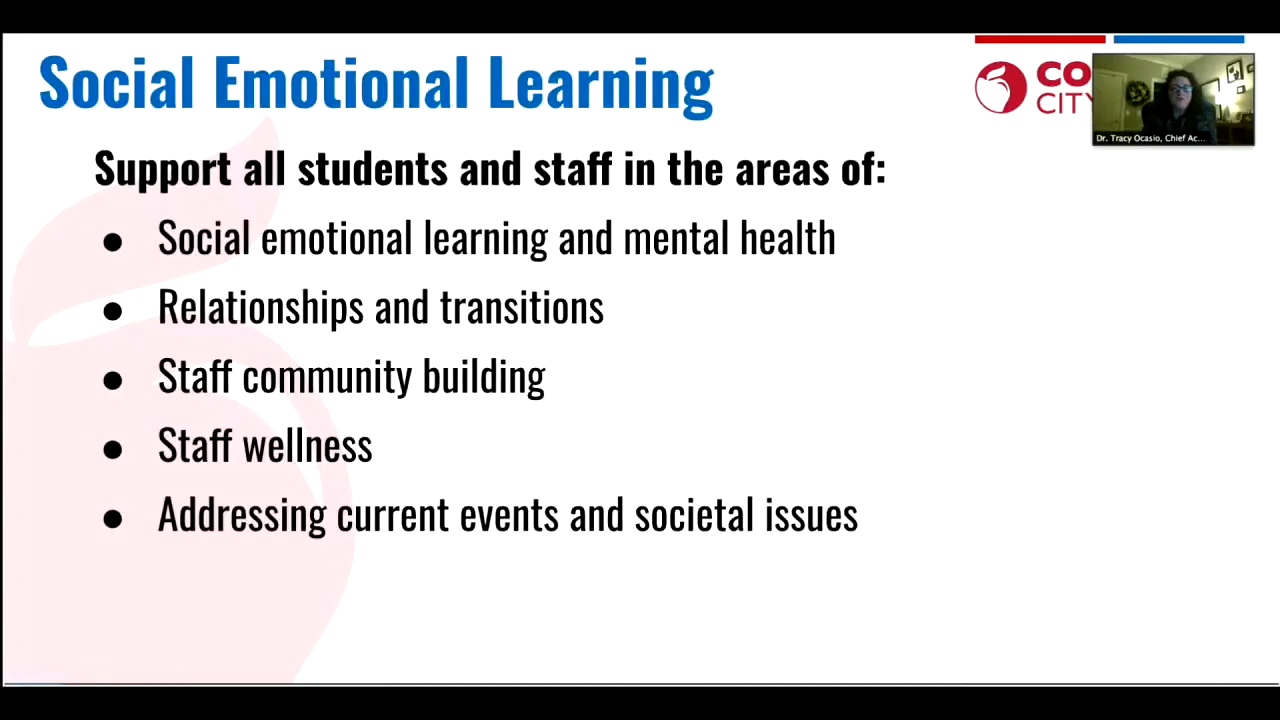 Social Emotional Learning
CO
CITY
Dr. Tracy Ocasio, Chief Ac...
Support all students and staff in the areas of:
● Social emotional learning and mental health
● Relationships and transitions
● Staff community building
● Staff wellness
● Addressing current events and societal issues